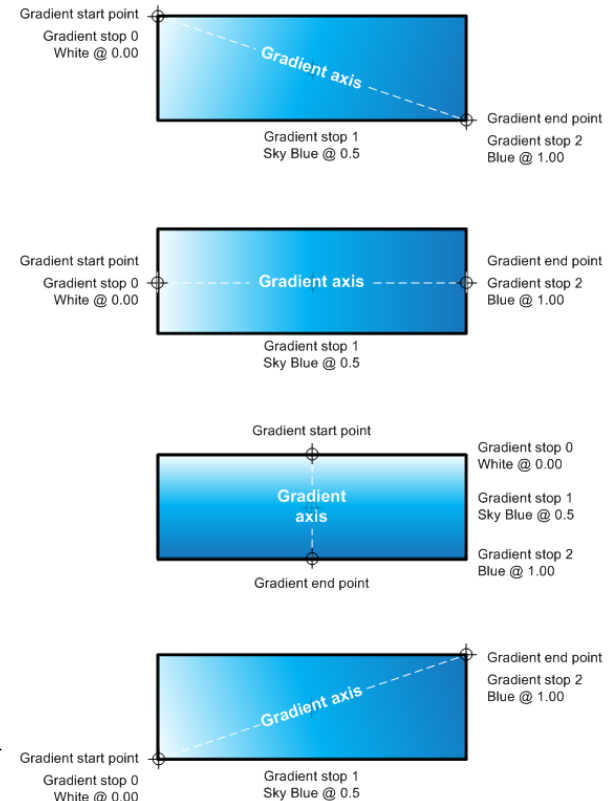 Gradient start point
Gradient stop 0
White @ 0.00
Gradient axis
Gradient stop 1
Sky Blue @ 0.5
Gradient end point
Gradient stop 2
Blue @ 1.00
Gradient start point
Gradient stop 0
White @ 0.00
Gradient axis
Gradient stop 1
Sky Blue @ 0.5
Gradient end point
Gradient stop 2
Blue @ 1.00
Gradient start point
Gradient
axis
Gradient end point
Gradient stop 0
White @ 0.00
Gradient stop 1
Sky Blue @ 0.5
Gradient stop 2
Blue @ 1.00
Gradient end point
Gradient stop 2
Blue @ 1.00
Gradient axis
Gradient start point
Gradient stop 0
White @ 0.00
Gradient stop 1
Sky Blue @ 0.5